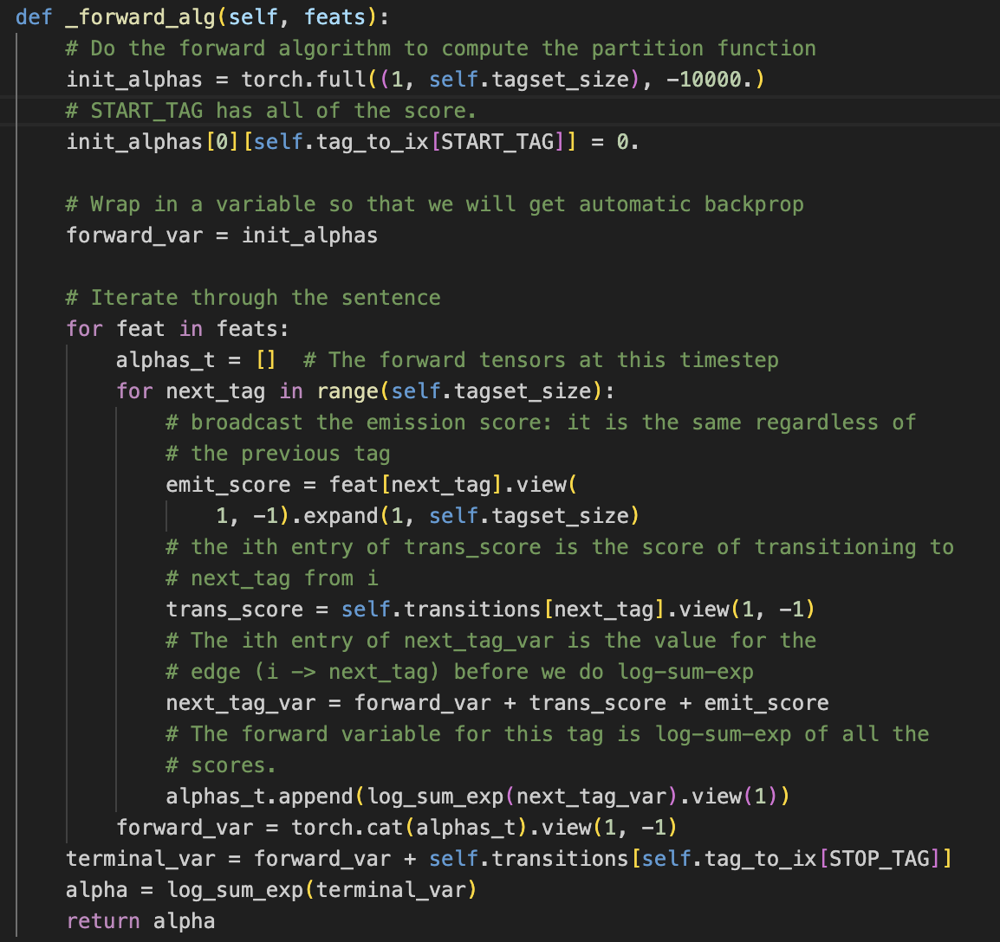 def _forward_alg(self, feats):
    # Do the forward algorithm to compute the partition function
    init_alphas = torch.full((1, self.tagset_size), -10000.)
    # START_TAG has all of the score.
    init_alphas[0][self.tag_to_ix[START_TAG]] = 0.

    # Wrap in a variable so that we will get automatic backprop
    forward_var = init_alphas

    # Iterate through the sentence
    for feat in feats:
        alphas_t = []  # The forward tensors at this timestep
        for next_tag in range(self.tagset_size):
            # broadcast the emission score: it is the same regardless of
            # the previous tag
            emit_score = feat[next_tag].view(
                1, -1).expand(1, self.tagset_size)
            # the ith entry of trans_score is the score of transitioning to
            # next_tag from i
            trans_score = self.transitions[next_tag].view(1, -1)
            # The ith entry of next_tag_var is the value for the
            # edge (i -> next_tag) before we do log-sum-exp
            next_tag_var = forward_var + trans_score + emit_score
            # The forward variable for this tag is log-sum-exp of all the
            # scores.
            alphas_t.append(log_sum_exp(next_tag_var).view(1))
        forward_var = torch.cat(alphas_t).view(1, -1)
    terminal_var = forward_var + self.transitions[self.tag_to_ix[STOP_TAG]]
    alpha = log_sum_exp(terminal_var)
    return alpha